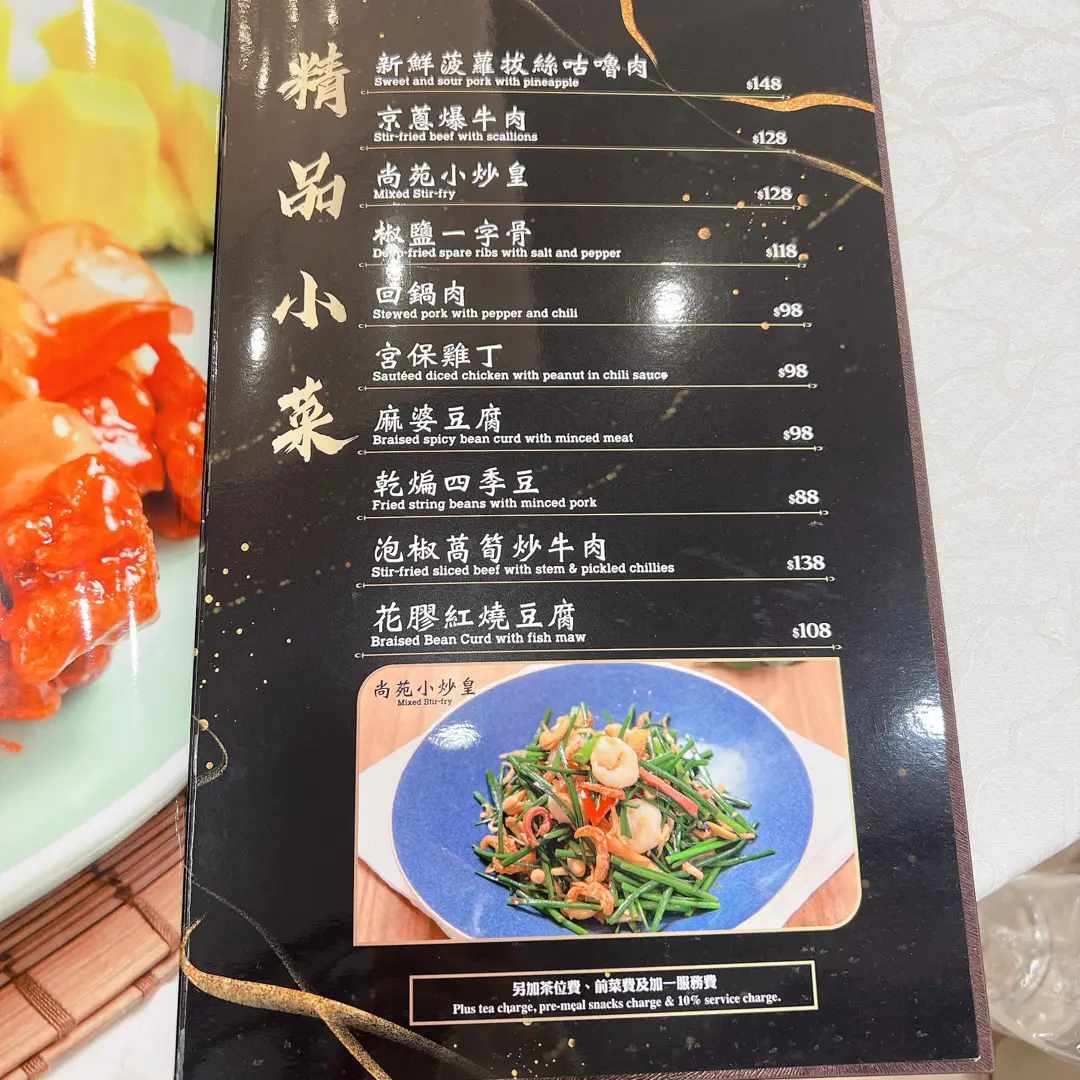 精品小菜
新鮮菠蘿拔絲咕嚕肉
Sweet and sour pork with pineapple
$148
京蔥爆牛肉
Stir-fried beef with scallions
$128
尚苑小炒皇
Mixed Stir-fry
$128
椒鹽一字骨
Deep-fried spare ribs with salt and pepper
$118
回鍋肉
Stewed pork with pepper and chili
$98
宮保雞丁
Sautéed diced chicken with peanut in chili sauce
$98
麻婆豆腐
Braised spicy bean curd with minced meat
$98
乾煸四季豆
Fried string beans with minced pork
$88
泡椒萵筍炒牛肉
Stir-fried sliced beef with stem & pickled chillies
$138
花膠紅燒豆腐
Braised Bean Curd with fish maw
$108
尚苑小炒皇
Mixed Stir-fry
另加茶位費、前菜費及加一服務費
Plus tea charge, pre-meal snacks charge & 10% service charge.